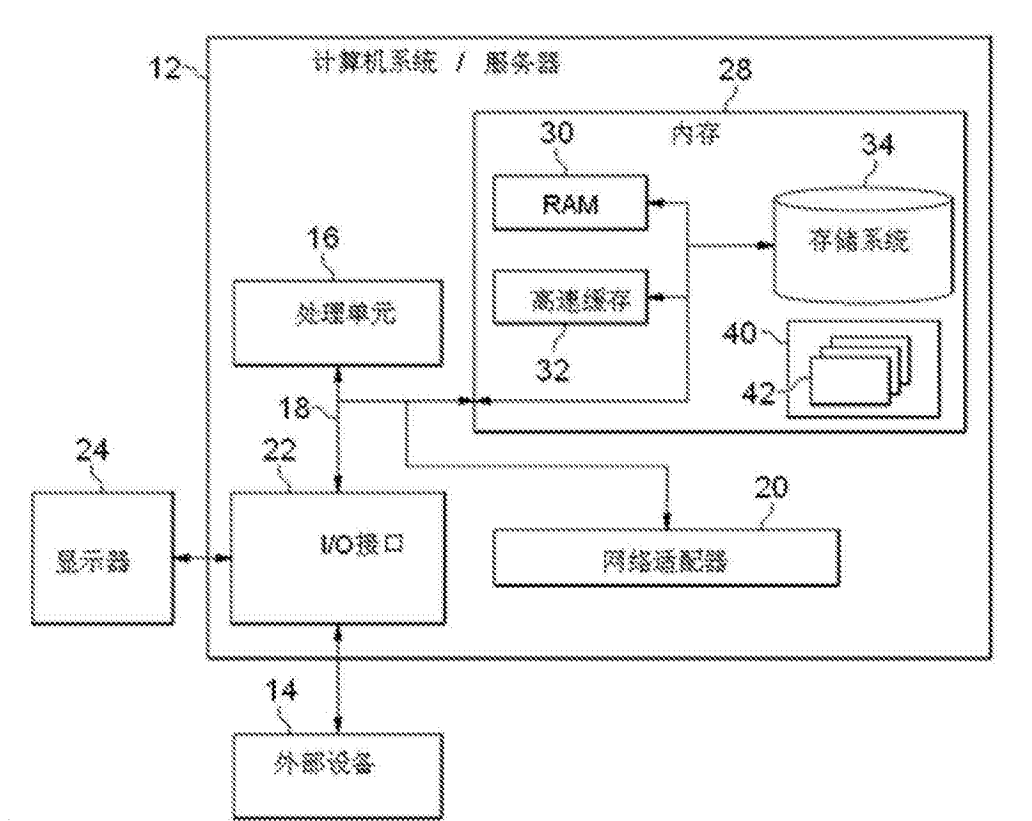 12
计算机系统 / 服务器
28
内存
30
RAM
34
存储系统
16
处理单元
高速缓存
32
40
42
18
22
24
I/O接口
显示器
20
网络适配器
14
外部设备